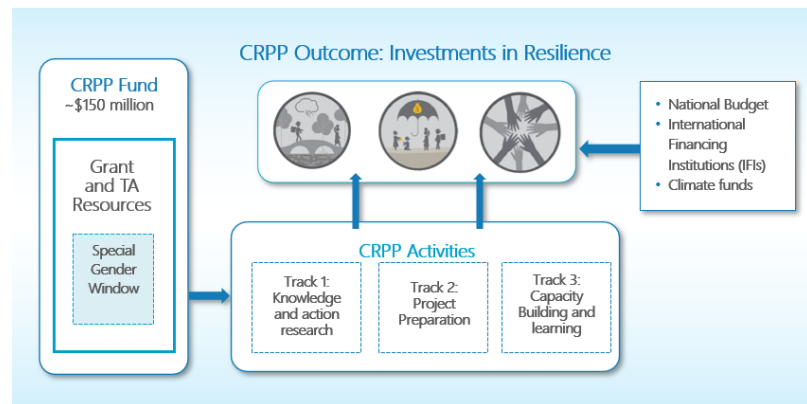 CRPP Outcome: Investments in Resilience
CRPP Fund
~$150 million
Grant
and TA
Resources
Special
Gender
Window
• National Budget
• International
Financing
Institutions (IFIs)
• Climate funds
CRPP Activities
Track 1:
Knowledge
and action
research
Track 2:
Project
Preparation
Track 3:
Capacity
Building and
learning